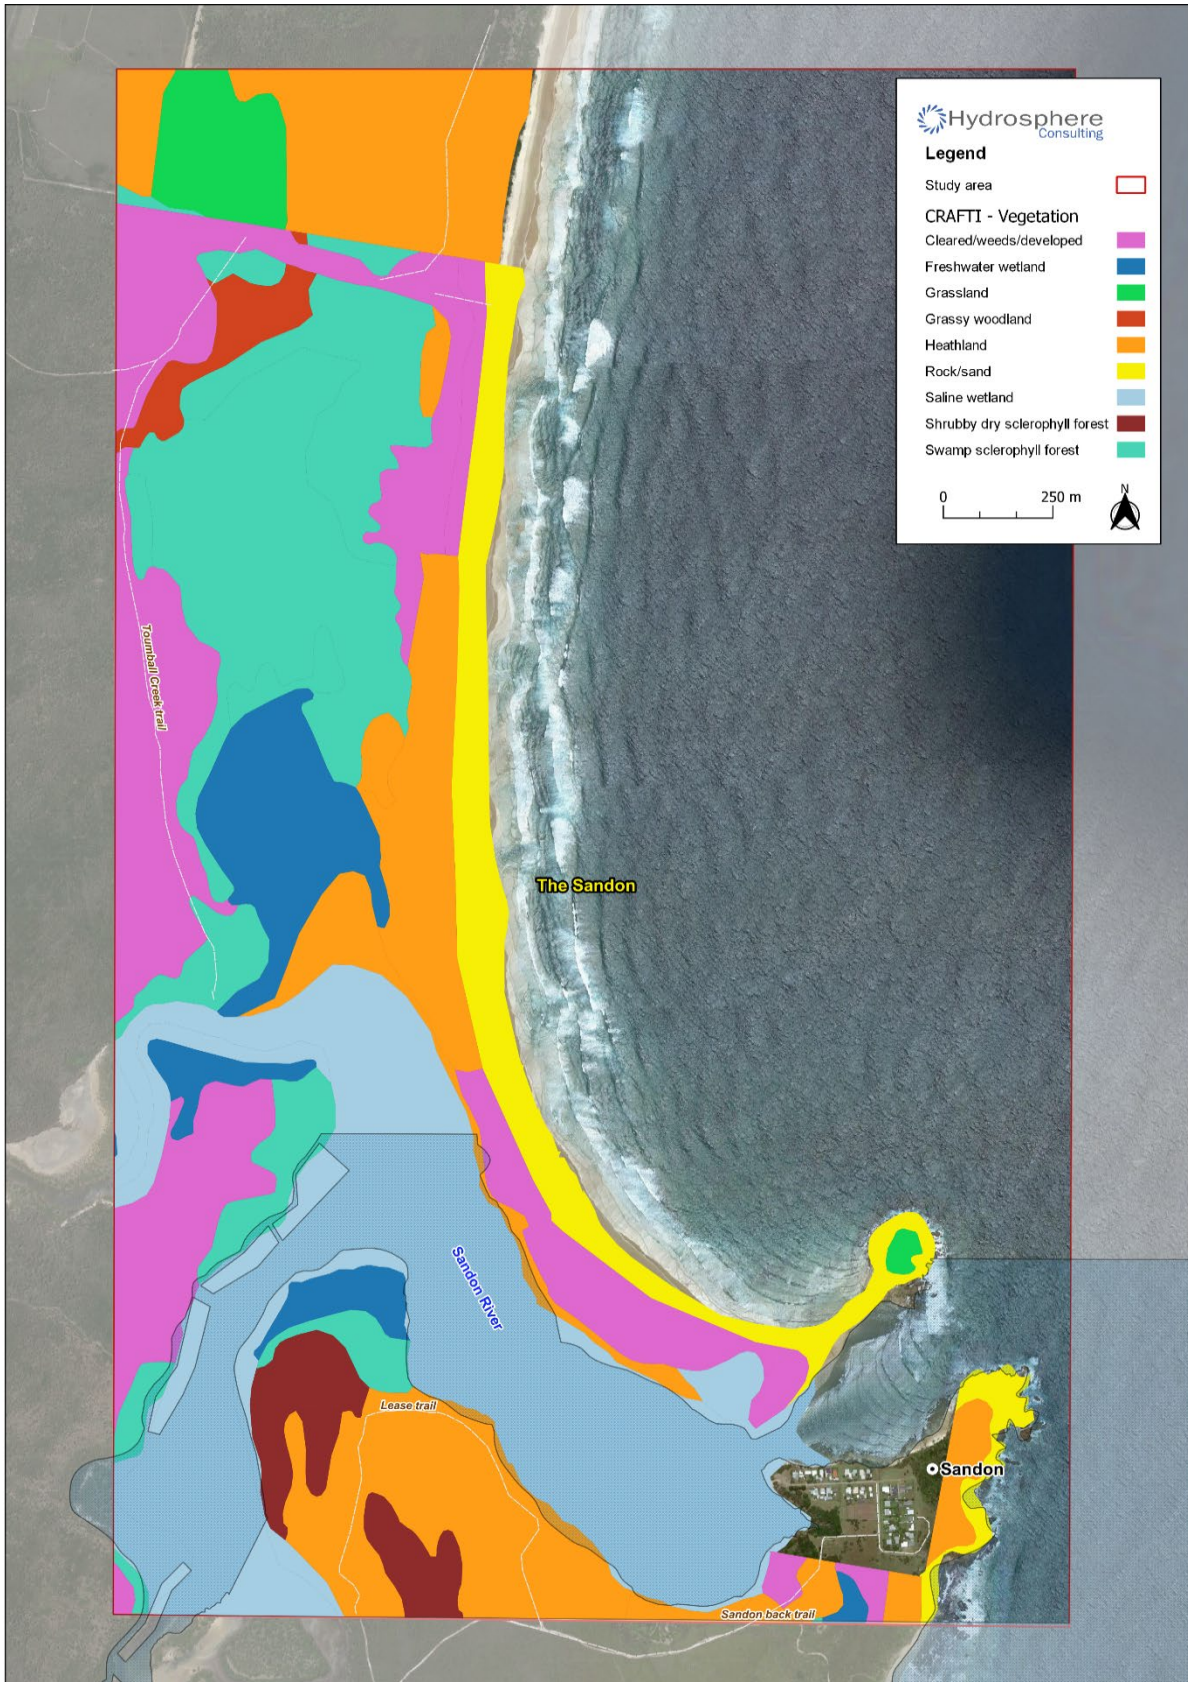 Hydrosphere
Consulting
Legend
Study area
CRAFTI - Vegetation
Cleared/weeds/developed
Freshwater wetland
Grassland
Grassy woodland
Heathland
Rock/sand
Saline wetland
Shrubby dry sclerophyll forest
Swamp sclerophyll forest
0 250 m
N
Toumball Creek trail
The Sandon
Sandon River
Lease trail
Sandon
Sandon back trail